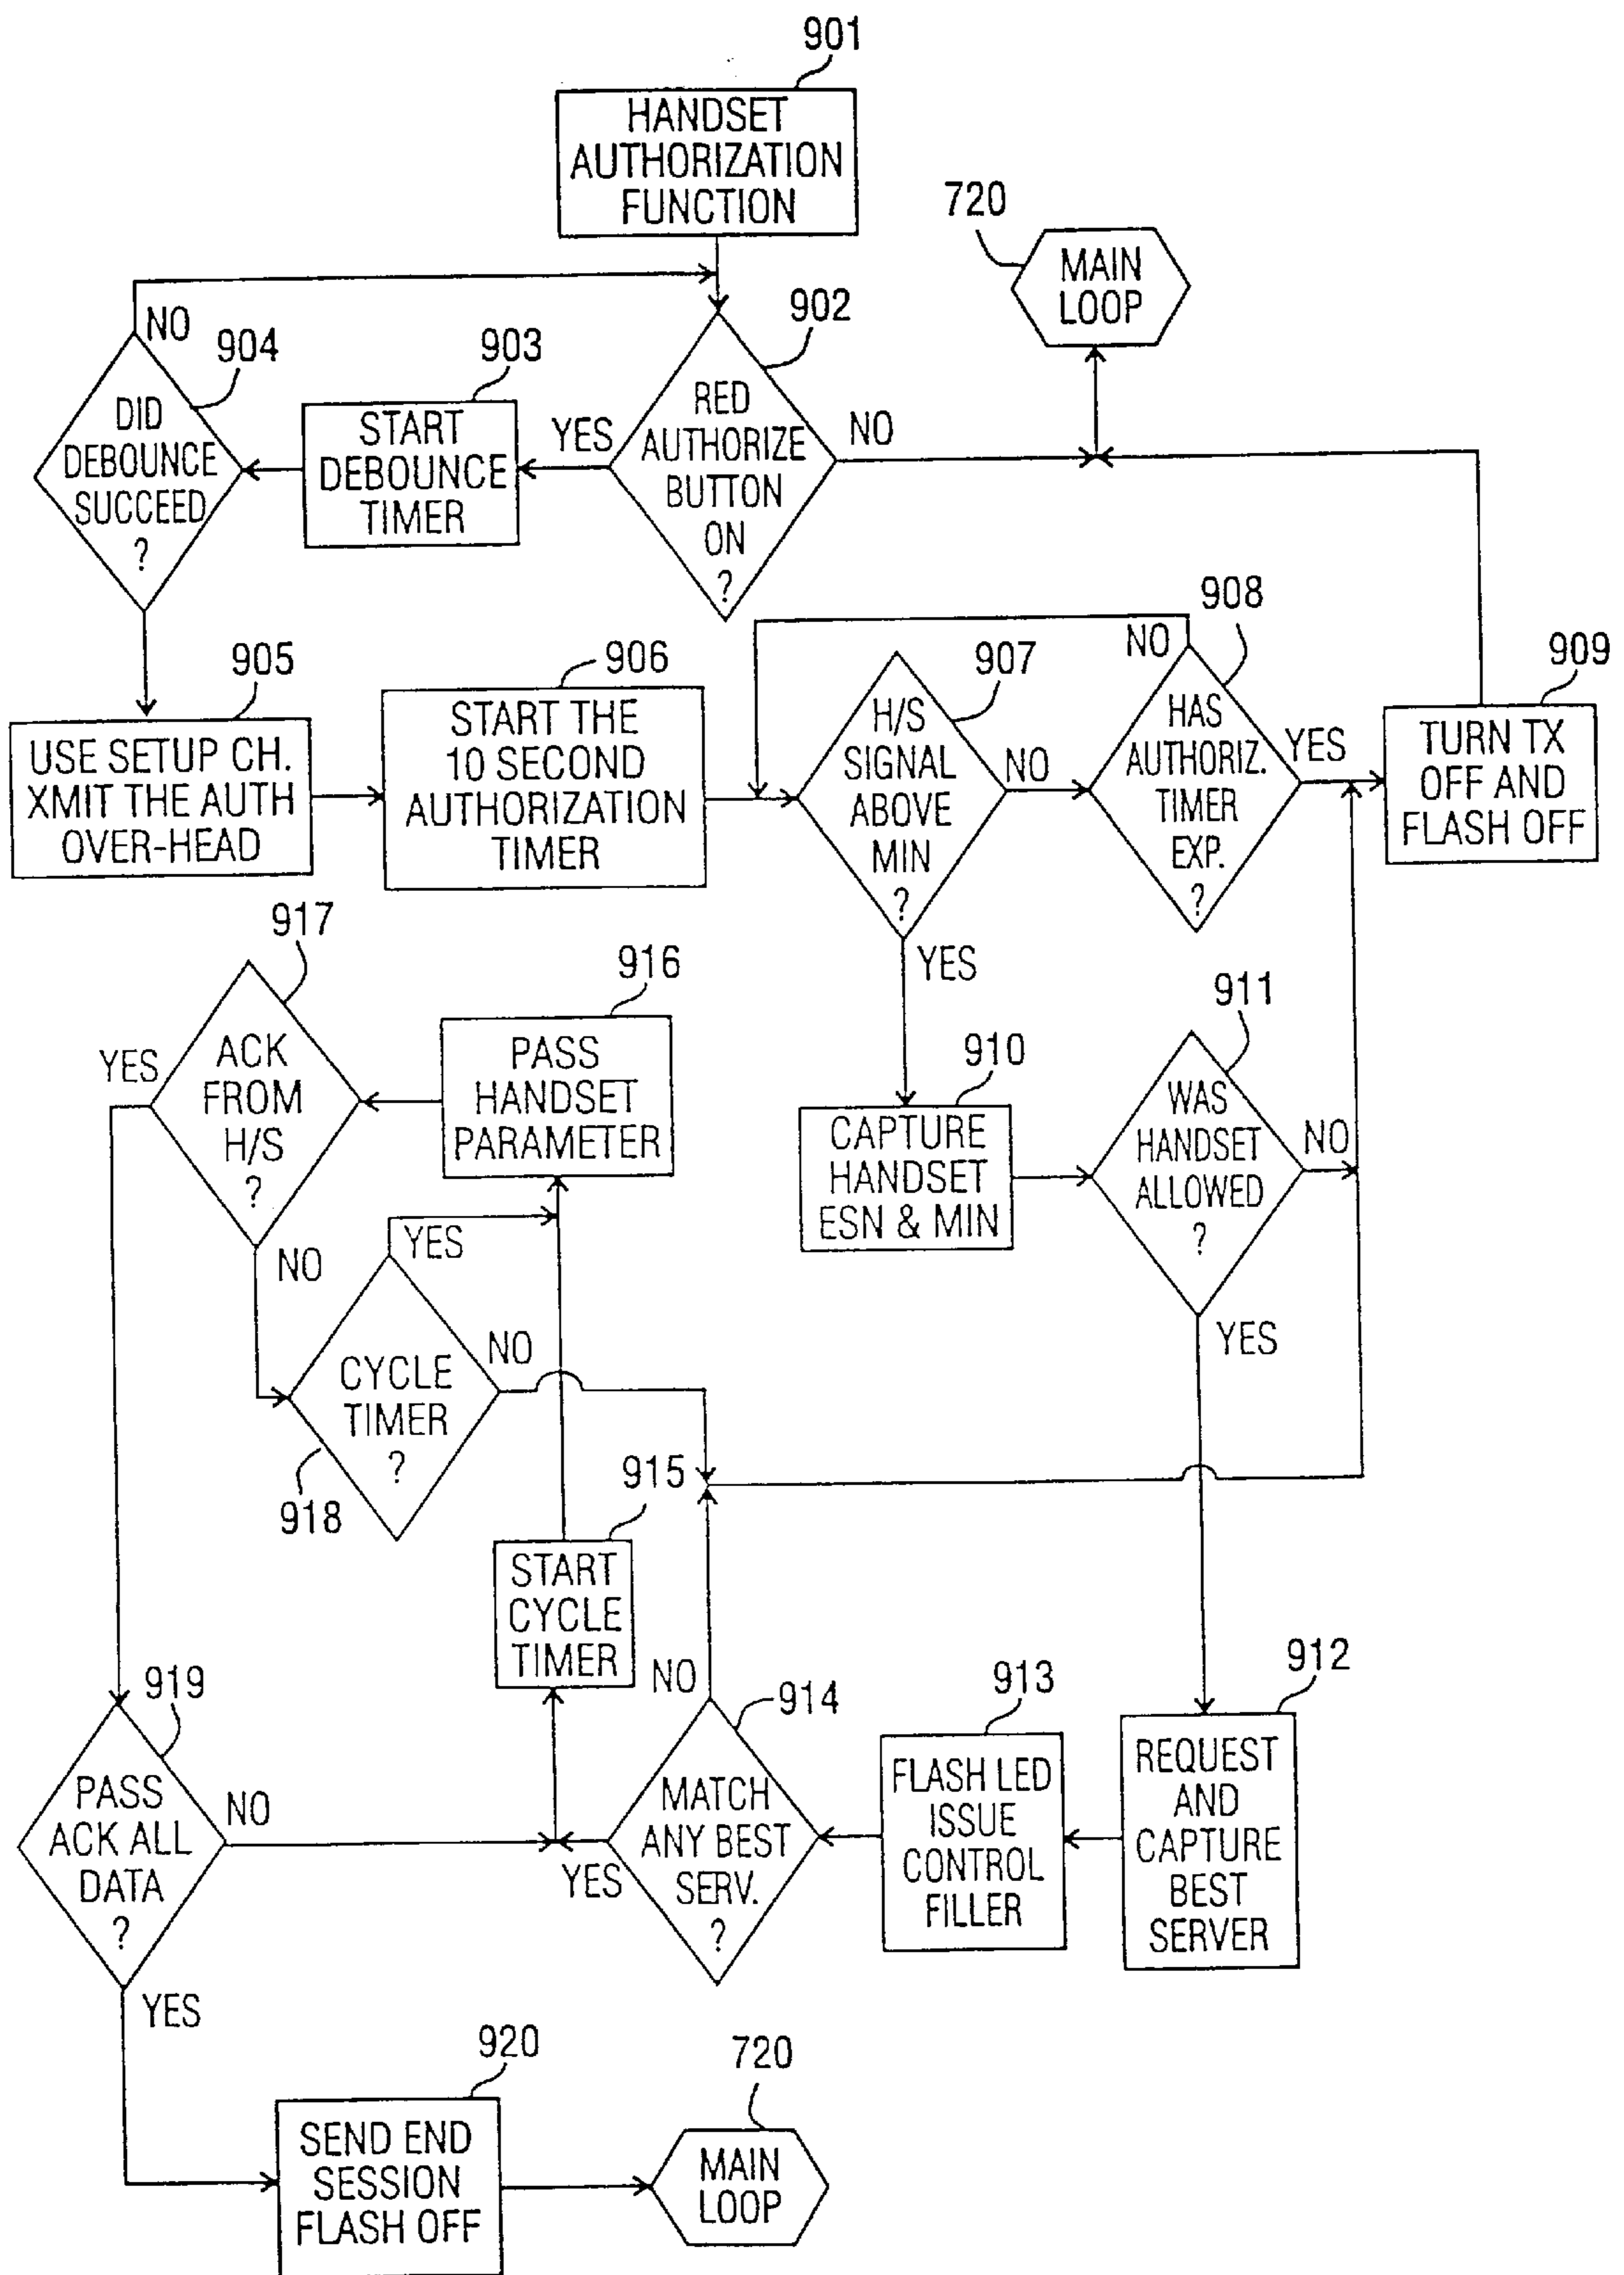 901
HANDSET
AUTHORIZATION
FUNCTION
720
MAIN
LOOP
NO
904
903
902
DID
DEBOUNCE
SUCCEED
?
START
DEBOUNCE
TIMER
YES
RED
AUTHORIZE
BUTTON
ON
?
NO
905
USE SETUP CH.
XMIT THE AUTH
OVER-HEAD
906
START THE
10 SECOND
AUTHORIZATION
TIMER
907
H/S
SIGNAL
ABOVE
MIN
?
NO
YES
908
NO
HAS
AUTHORIZ.
TIMER
EXP.
?
YES
909
TURN TX
OFF AND
FLASH OFF
917
YES
ACK
FROM
H/S
?
NO
916
PASS
HANDSET
PARAMETER
910
CAPTURE
HANDSET
ESN & MIN
911
WAS
HANDSET
ALLOWED
?
NO
YES
YES
CYCLE
TIMER
?
NO
918
915
START
CYCLE
TIMER
919
PASS
ACK ALL
DATA
?
NO
YES
NO
914
MATCH
ANY BEST
SERV.
?
YES
913
FLASH LED
ISSUE
CONTROL
FILLER
912
REQUEST
AND
CAPTURE
BEST
SERVER
920
SEND END
SESSION
FLASH OFF
720
MAIN
LOOP